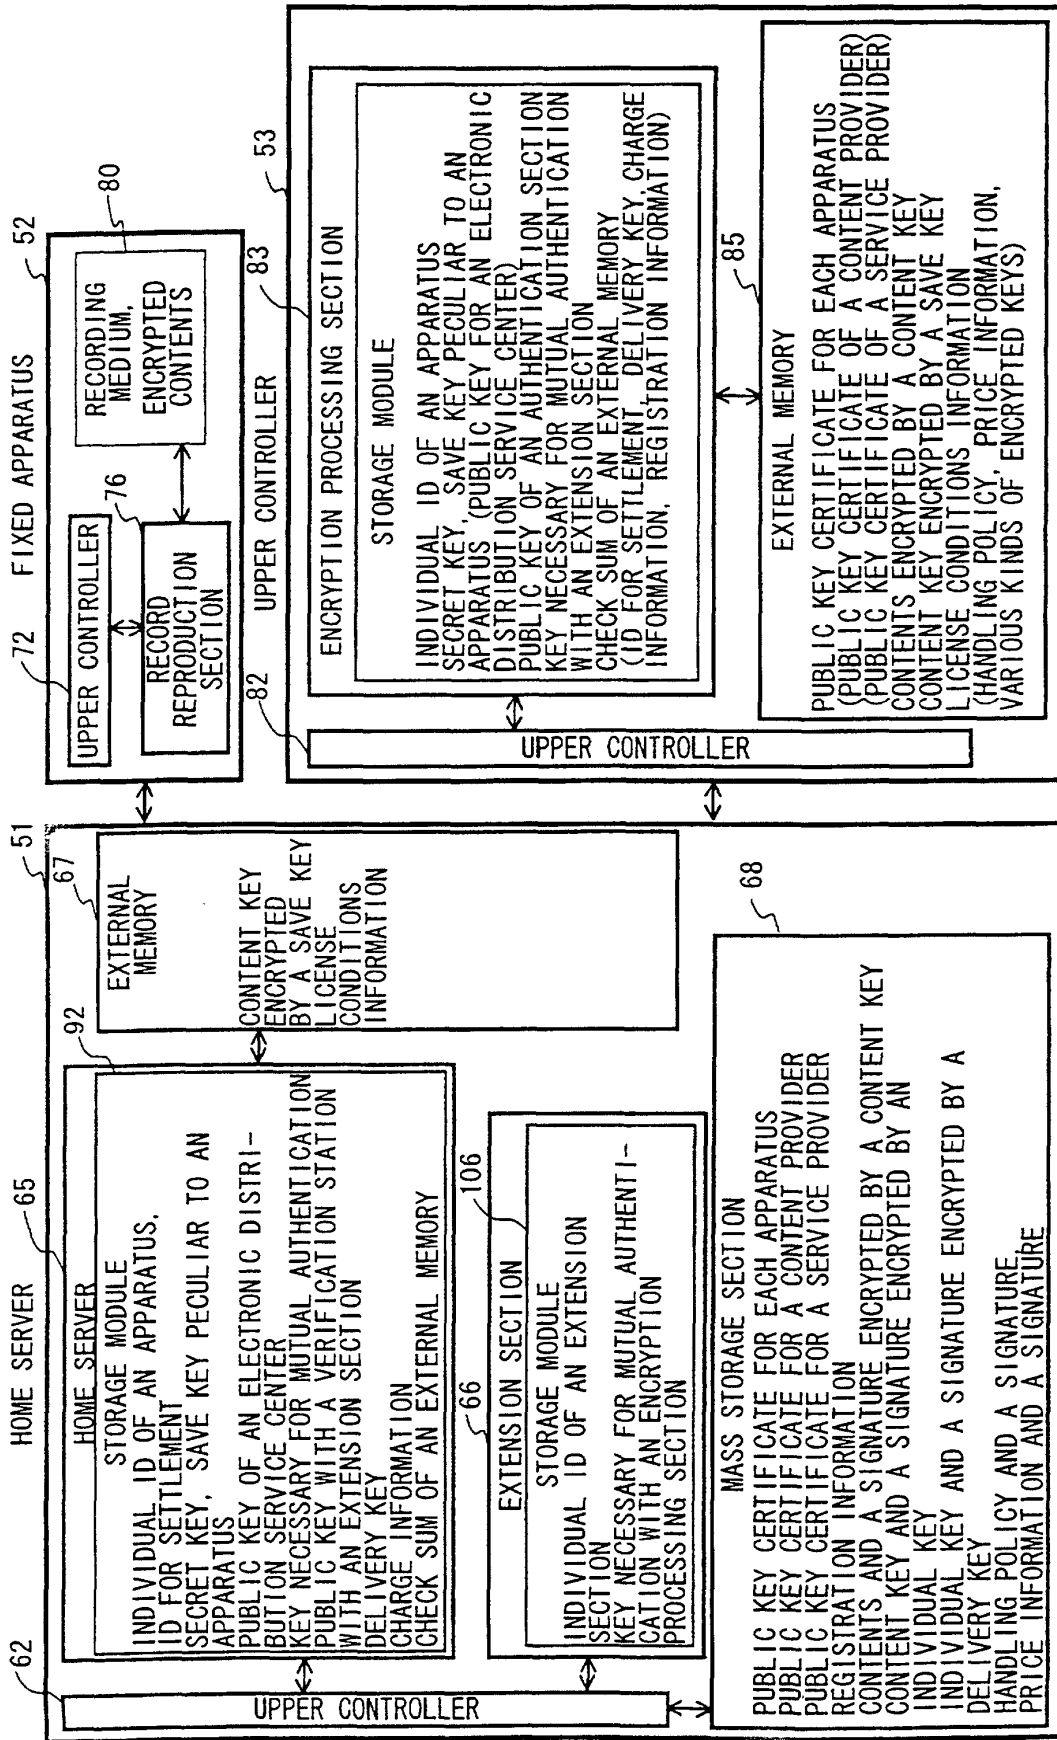 HOME SERVER
51
62
UPPER CONTROLLER
65
HOME SERVER
92
STORAGE MODULE
INDIVIDUAL ID OF AN APPARATUS,
ID FOR SETTLEMENT
SECRET KEY, SAVE KEY PECULIAR TO AN
APPARATUS
PUBLIC KEY OF AN ELECTRONIC DISTRI-
BUTION SERVICE CENTER
KEY NECESSARY FOR MUTUAL AUTHENTICATION
PUBLIC KEY WITH A VERIFICATION STATION
WITH AN EXTENSION SECTION
DELIVERY KEY
CHARGE INFORMATION
CHECK SUM OF AN EXTERNAL MEMORY
67
EXTERNAL
MEMORY
CONTENT KEY
ENCRYPTED
BY A SAVE KEY
LICENSE
CONDITIONS
INFORMATION
66
EXTENSION SECTION
106
STORAGE MODULE
INDIVIDUAL ID OF AN EXTENSION
SECTION
KEY NECESSARY FOR MUTUAL AUTHENTI-
CATION WITH AN ENCRYPTION
PROCESSING SECTION
68
MASS STORAGE SECTION
PUBLIC KEY CERTIFICATE FOR EACH APPARATUS
PUBLIC KEY CERTIFICATE FOR A CONTENT PROVIDER
PUBLIC KEY CERTIFICATE FOR A SERVICE PROVIDER
REGISTRATION INFORMATION
CONTENTS AND A SIGNATURE ENCRYPTED BY A CONTENT KEY
CONTENT KEY AND A SIGNATURE ENCRYPTED BY AN
INDIVIDUAL KEY
INDIVIDUAL KEY AND A SIGNATURE ENCRYPTED BY A
DELIVERY KEY
HANDLING POLICY AND A SIGNATURE,
PRICE INFORMATION AND A SIGNATURE
FIXED APPARATUS
52
72
UPPER CONTROLLER
76
RECORD
REPRODUCTION
SECTION
80
RECORDING
MEDIUM,
ENCRYPTED
CONTENTS
UPPER CONTROLLER
53
82
UPPER CONTROLLER
83
ENCRYPTION PROCESSING SECTION
STORAGE MODULE
INDIVIDUAL ID OF AN APPARATUS
SECRET KEY, SAVE KEY PECULIAR TO AN
APPARATUS (PUBLIC KEY FOR AN ELECTRONIC
DISTRIBUTION SERVICE CENTER)
PUBLIC KEY OF AN AUTHENTICATION SECTION
KEY NECESSARY FOR MUTUAL AUTHENTICATION
WITH AN EXTENSION SECTION
CHECK SUM OF AN EXTERNAL MEMORY
(ID FOR SETTLEMENT, DELIVERY KEY, CHARGE
INFORMATION, REGISTRATION INFORMATION)
85
EXTERNAL MEMORY
PUBLIC KEY CERTIFICATE FOR EACH APPARATUS
(PUBLIC KEY CERTIFICATE OF A CONTENT PROVIDER)
(PUBLIC KEY CERTIFICATE OF A SERVICE PROVIDER)
CONTENTS ENCRYPTED BY A CONTENT KEY
CONTENT KEY ENCRYPTED BY A SAVE KEY
LICENSE CONDITIONS INFORMATION
(HANDLING POLICY, PRICE INFORMATION,
VARIOUS KINDS OF ENCRYPTED KEYS)